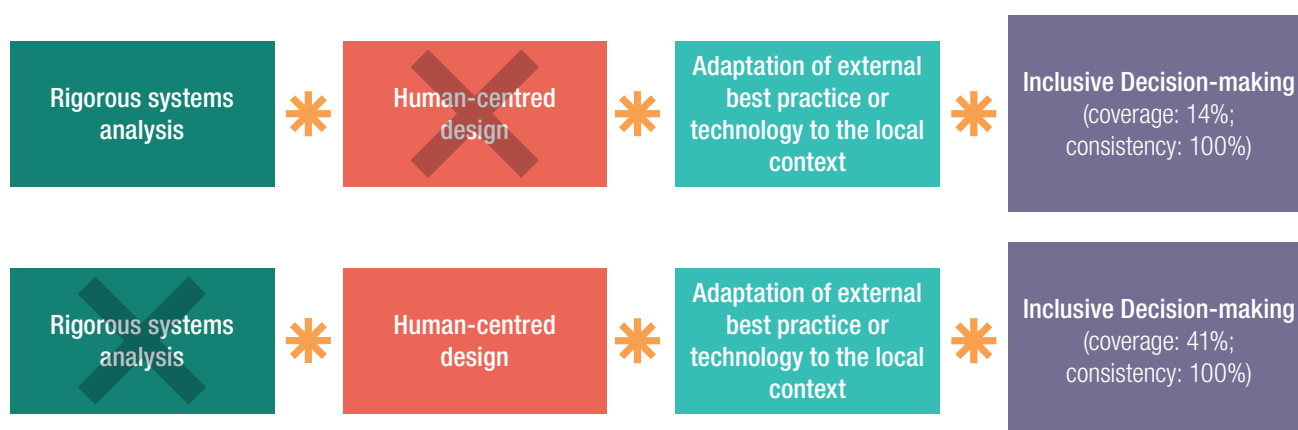 Rigorous systems
analysis
Human-centred
design
Adaptation of external
best practice or
technology to the local
context
Inclusive Decision-making
(coverage: 14%;
consistency: 100%)
Rigorous systems
analysis
Human-centred
design
Adaptation of external
best practice or
technology to the local
context
Inclusive Decision-making
(coverage: 41%;
consistency: 100%)